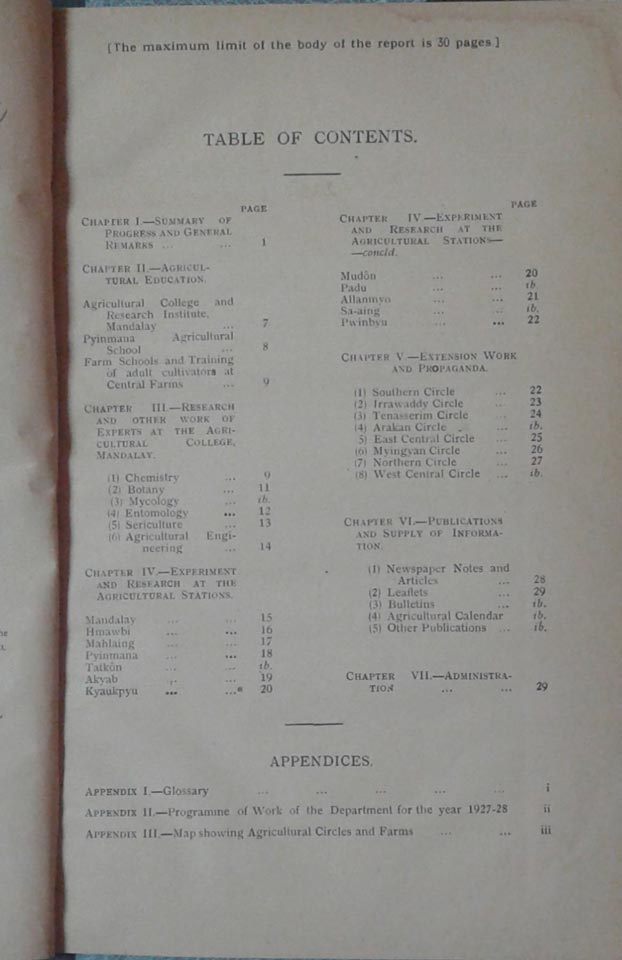 [The maximum limit of the body of the report is 30 pages]
TABLE OF CONTENTS.
PAGE
CHAPTER I.—SUMMARY OF
PROGRESS AND GENERAL
REMARKS ... ... 1
CHAPTER II.—AGRICUL-
TURAL EDUCATION.
Agricultural College and
Research Institute,
Mandalay ... 7
Pyinmana Agricultural
School ... 8
Farm Schools and Training
of adult cultivators at
Central Farms ... 9
CHAPTER III.—RESEARCH
AND OTHER WORK OF
EXPERTS AT THE AGRI-
CULTURAL COLLEGE,
MANDALAY.
(1) Chemistry ... 9
(2) Botany ... 11
(3) Mycology ... ib.
(4) Entomology ... 12
(5) Sericulture ... 13
(6) Agricultural Engi-
neering ... 14
CHAPTER IV.—EXPERIMENT
AND RESEARCH AT THE
AGRICULTURAL STATIONS.
Mandalay ... ... 15
Hmawbi ... ... 16
Mahlaing ... ... 17
Pyinmana ... ... 18
Tatkôn ... ... ib.
Akyab ... ... 19
Kyaukpyu ... ... 20
PAGE
CHAPTER IV.—EXPERIMENT
AND RESEARCH AT THE
AGRICULTURAL STATIONS—
—concld.
Mudôn ... ... 20
Padu ... ... ib.
Allanmyo ... ... 21
Sa-aing ... ... ib.
Pwinbyu ... ... 22
CHAPTER V.—EXTENSION WORK
AND PROPAGANDA.
(1) Southern Circle ... 22
(2) Irrawaddy Circle ... 23
(3) Tenasserim Circle ... 24
(4) Arakan Circle ... ib.
5) East Central Circle ... 25
(6) Myingyan Circle ... 26
(7) Northern Circle ... 27
(8) West Central Circle ... ib.
CHAPTER VI.—PUBLICATIONS
AND SUPPLY OF INFORMA-
TION.
(1) Newspaper Notes and
Articles ... 28
(2) Leaflets ... 29
(3) Bulletins ... ib.
(4) Agricultural Calendar ib.
(5) Other Publications ... ib.
CHAPTER VII.—ADMINISTRA-
TION ... ... 29
APPENDICES.
APPENDIX I.—Glossary ... ... ... ... ... i
APPENDIX II.—Programme of Work of the Department for the year 1927-28 ii
APPENDIX III.—Map showing Agricultural Circles and Farms ... ... iii